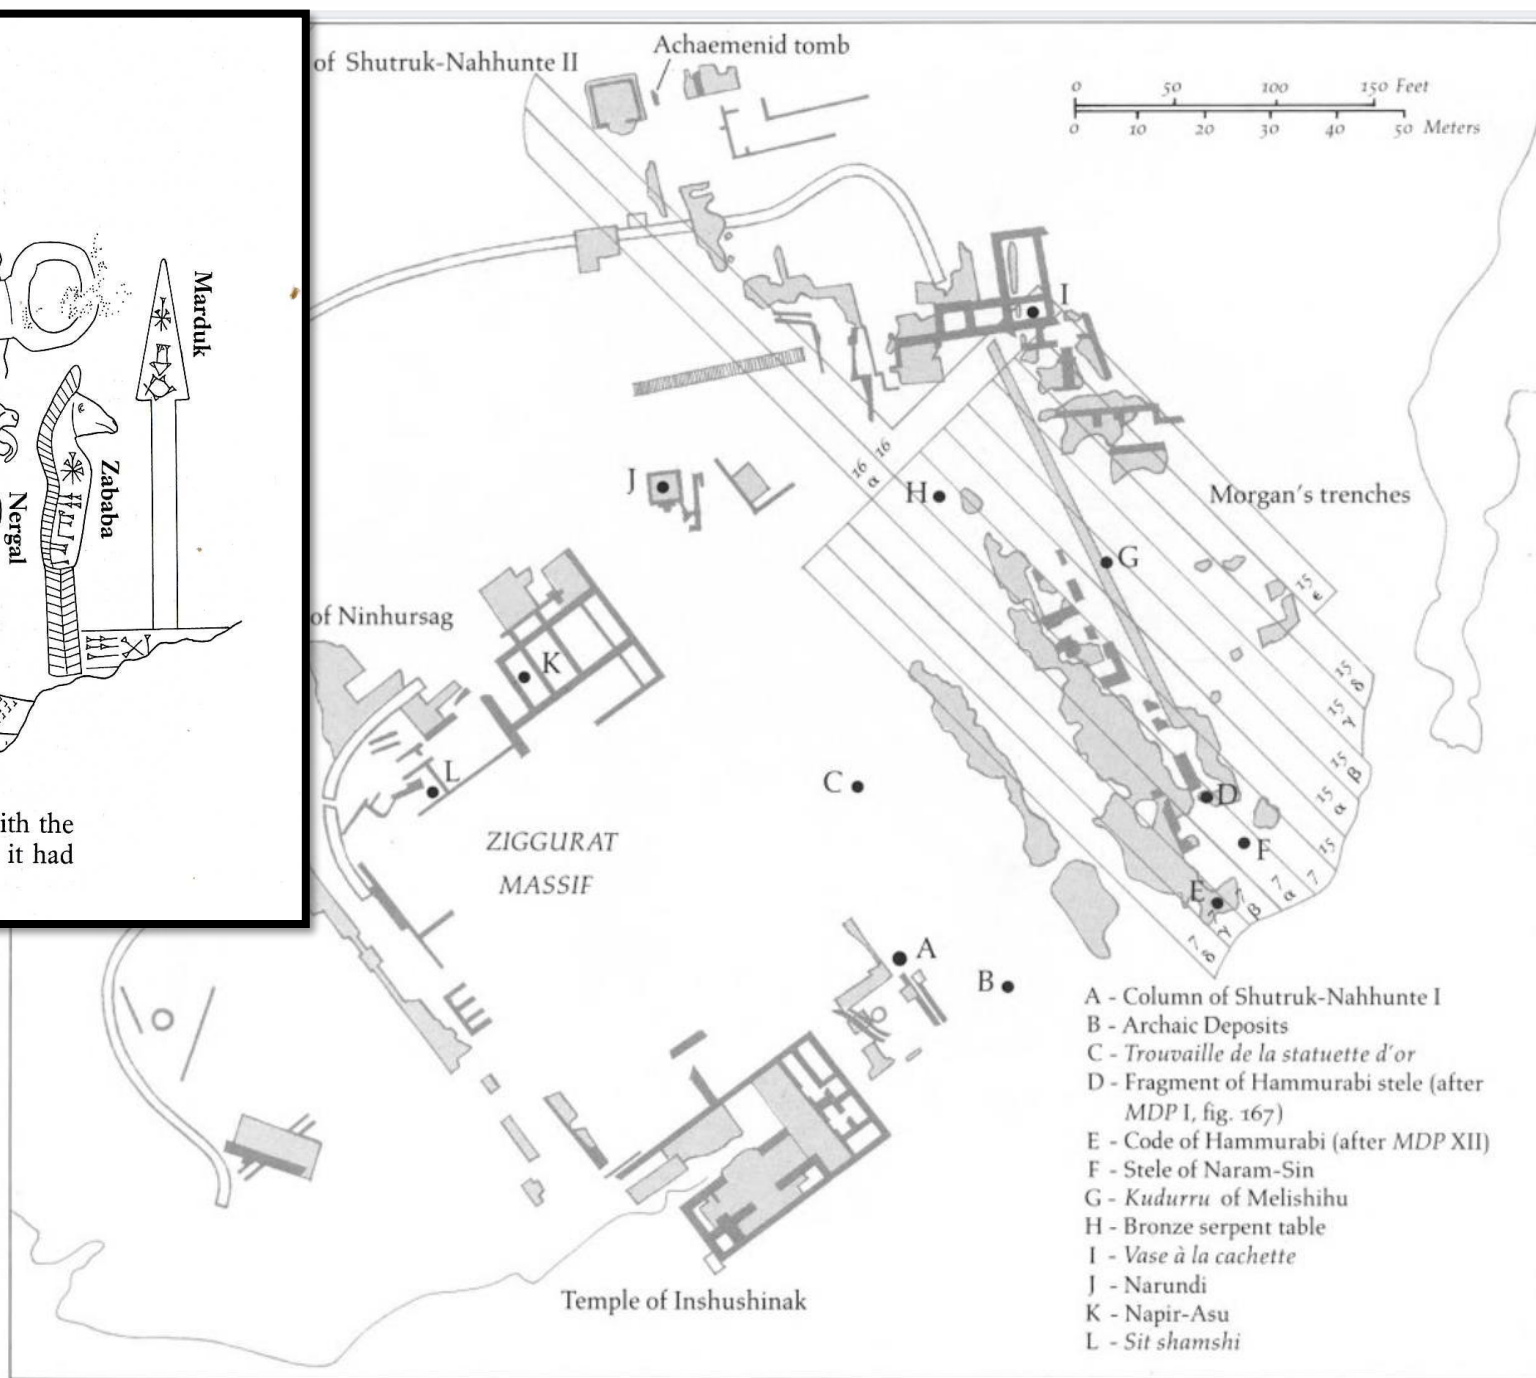 Marduk
Zababa
Nergal
ith the
it had
of Shutruk-Nahhunte II
Achaemenid tomb
0 50 100 150 Feet
0 10 20 30 40 50 Meters
I
16
16
α
J
H
Morgan's trenches
G
15
ε
of Ninhursag
K
15
δ
15
γ
L
15
β
C
D
15
α
ZIGGURAT
MASSIF
F
15
E
7
α
7
7
β
7
γ
7
δ
A
B
A - Column of Shutruk-Nahhunte I
B - Archaic Deposits
C - Trouvaille de la statuette d'or
D - Fragment of Hammurabi stele (after
MDP I, fig. 167)
E - Code of Hammurabi (after MDP XII)
F - Stele of Naram-Sin
G - Kudurru of Melishihu
H - Bronze serpent table
I - Vase à la cachette
J - Narundi
K - Napir-Asu
L - Sit shamshi
Temple of Inshushinak